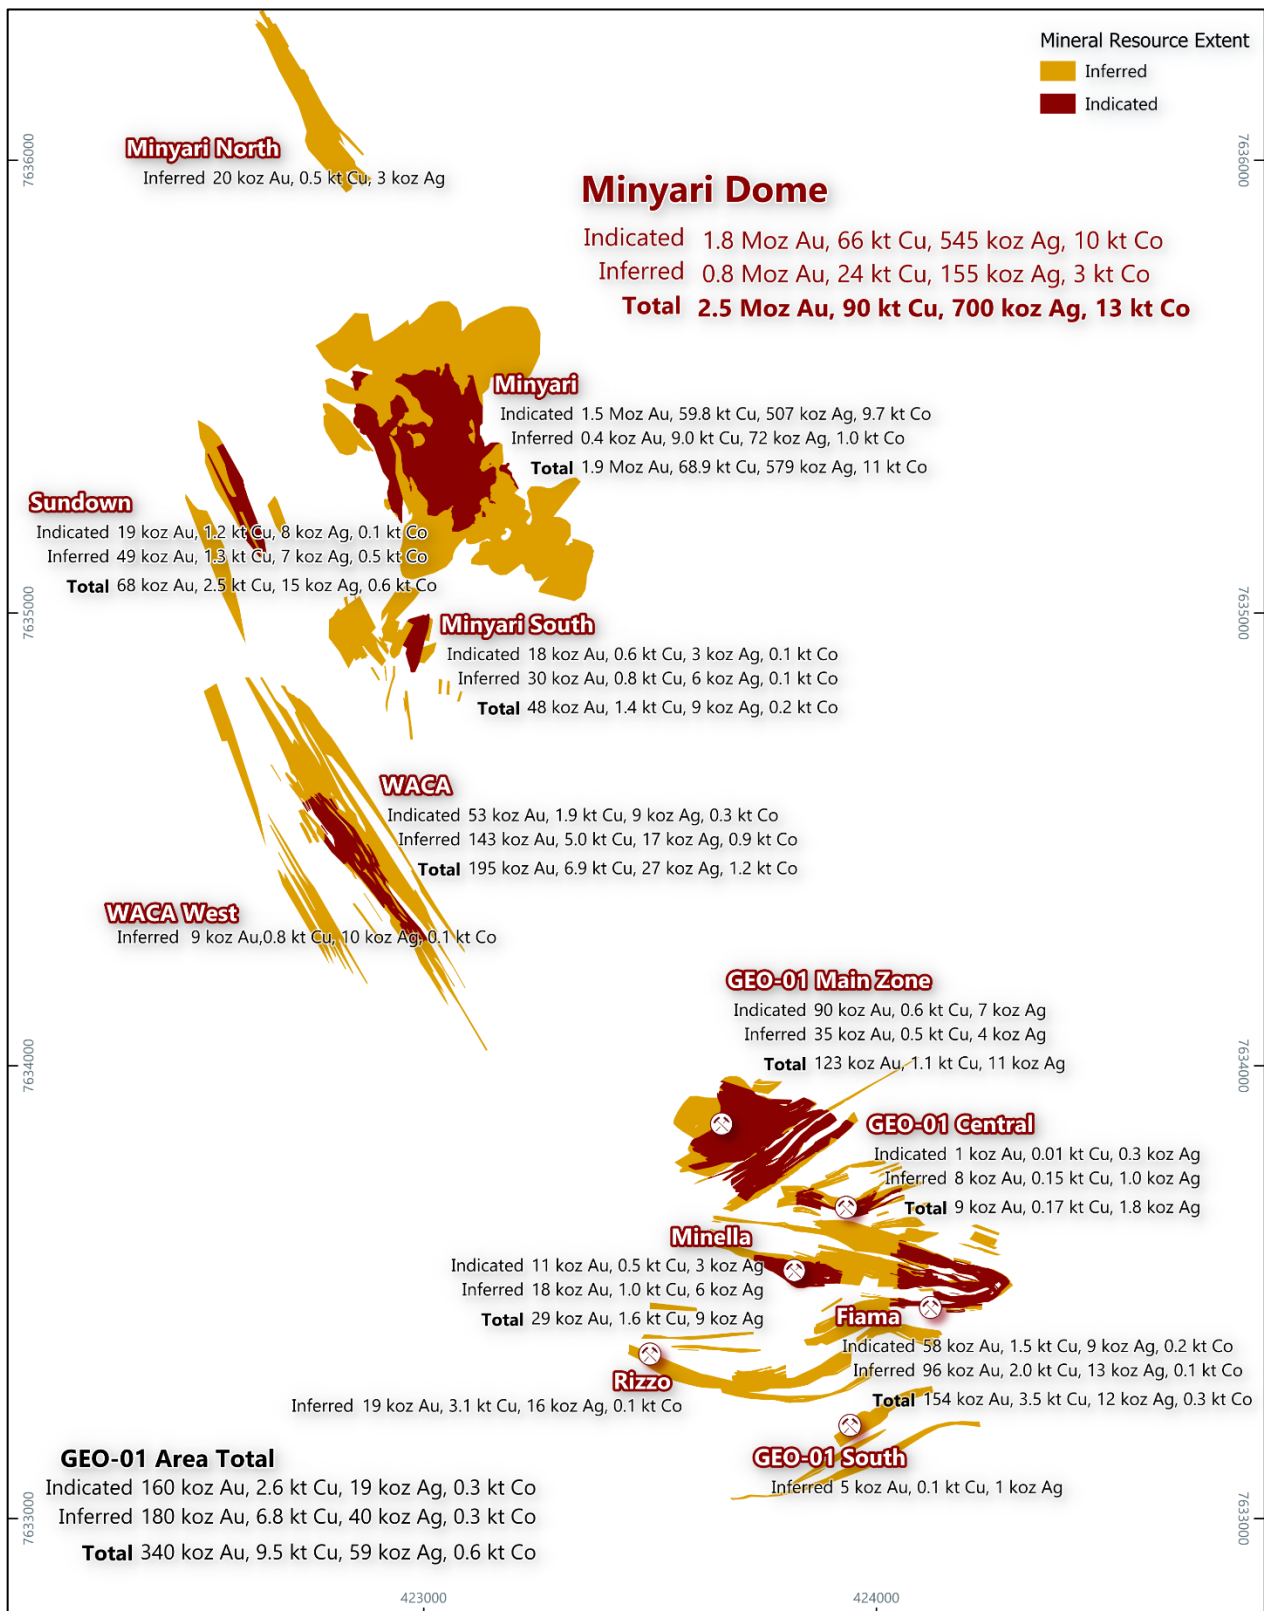 Mineral Resource Extent
Inferred
Indicated
Minyari North
Inferred 20 koz Au, 0.5 kt Cu, 3 koz Ag
7636000
7636000
Minyari Dome
Indicated 1.8 Moz Au, 66 kt Cu, 545 koz Ag, 10 kt Co
Inferred 0.8 Moz Au, 24 kt Cu, 155 koz Ag, 3 kt Co
Total 2.5 Moz Au, 90 kt Cu, 700 koz Ag, 13 kt Co
Minyari
Indicated 1.5 Moz Au, 59.8 kt Cu, 507 koz Ag, 9.7 kt Co
Inferred 0.4 koz Au, 9.0 kt Cu, 72 koz Ag, 1.0 kt Co
Total 1.9 Moz Au, 68.9 kt Cu, 579 koz Ag, 11 kt Co
Sundown
Indicated 19 koz Au, 1.2 kt Cu, 8 koz Ag, 0.1 kt Co
Inferred 49 koz Au, 1.3 kt Cu, 7 koz Ag, 0.5 kt Co
Total 68 koz Au, 2.5 kt Cu, 15 koz Ag, 0.6 kt Co
7635000
7635000
Minyari South
Indicated 18 koz Au, 0.6 kt Cu, 3 koz Ag, 0.1 kt Co
Inferred 30 koz Au, 0.8 kt Cu, 6 koz Ag, 0.1 kt Co
Total 48 koz Au, 1.4 kt Cu, 9 koz Ag, 0.2 kt Co
WACA
Indicated 53 koz Au, 1.9 kt Cu, 9 koz Ag, 0.3 kt Co
Inferred 143 koz Au, 5.0 kt Cu, 17 koz Ag, 0.9 kt Co
Total 195 koz Au, 6.9 kt Cu, 27 koz Ag, 1.2 kt Co
WACA West
Inferred 9 koz Au,0.8 kt Cu, 10 koz Ag, 0.1 kt Co
GEO-01 Main Zone
Indicated 90 koz Au, 0.6 kt Cu, 7 koz Ag
Inferred 35 koz Au, 0.5 kt Cu, 4 koz Ag
Total 123 koz Au, 1.1 kt Cu, 11 koz Ag
7634000
7634000
GEO-01 Central
Indicated 1 koz Au, 0.01 kt Cu, 0.3 koz Ag
Inferred 8 koz Au, 0.15 kt Cu, 1.0 koz Ag
Total 9 koz Au, 0.17 kt Cu, 1.8 koz Ag
Minella
Indicated 11 koz Au, 0.5 kt Cu, 3 koz Ag
Inferred 18 koz Au, 1.0 kt Cu, 6 koz Ag
Total 29 koz Au, 1.6 kt Cu, 9 koz Ag
Fiama
Indicated 58 koz Au, 1.5 kt Cu, 9 koz Ag, 0.2 kt Co
Inferred 96 koz Au, 2.0 kt Cu, 13 koz Ag, 0.1 kt Co
Total 154 koz Au, 3.5 kt Cu, 12 koz Ag, 0.3 kt Co
Rizzo
Inferred 19 koz Au, 3.1 kt Cu, 16 koz Ag, 0.1 kt Co
GEO-01 South
Inferred 5 koz Au, 0.1 kt Cu, 1 koz Ag
GEO-01 Area Total
Indicated 160 koz Au, 2.6 kt Cu, 19 koz Ag, 0.3 kt Co
Inferred 180 koz Au, 6.8 kt Cu, 40 koz Ag, 0.3 kt Co
Total 340 koz Au, 9.5 kt Cu, 59 koz Ag, 0.6 kt Co
7633000
7633000
423000
424000